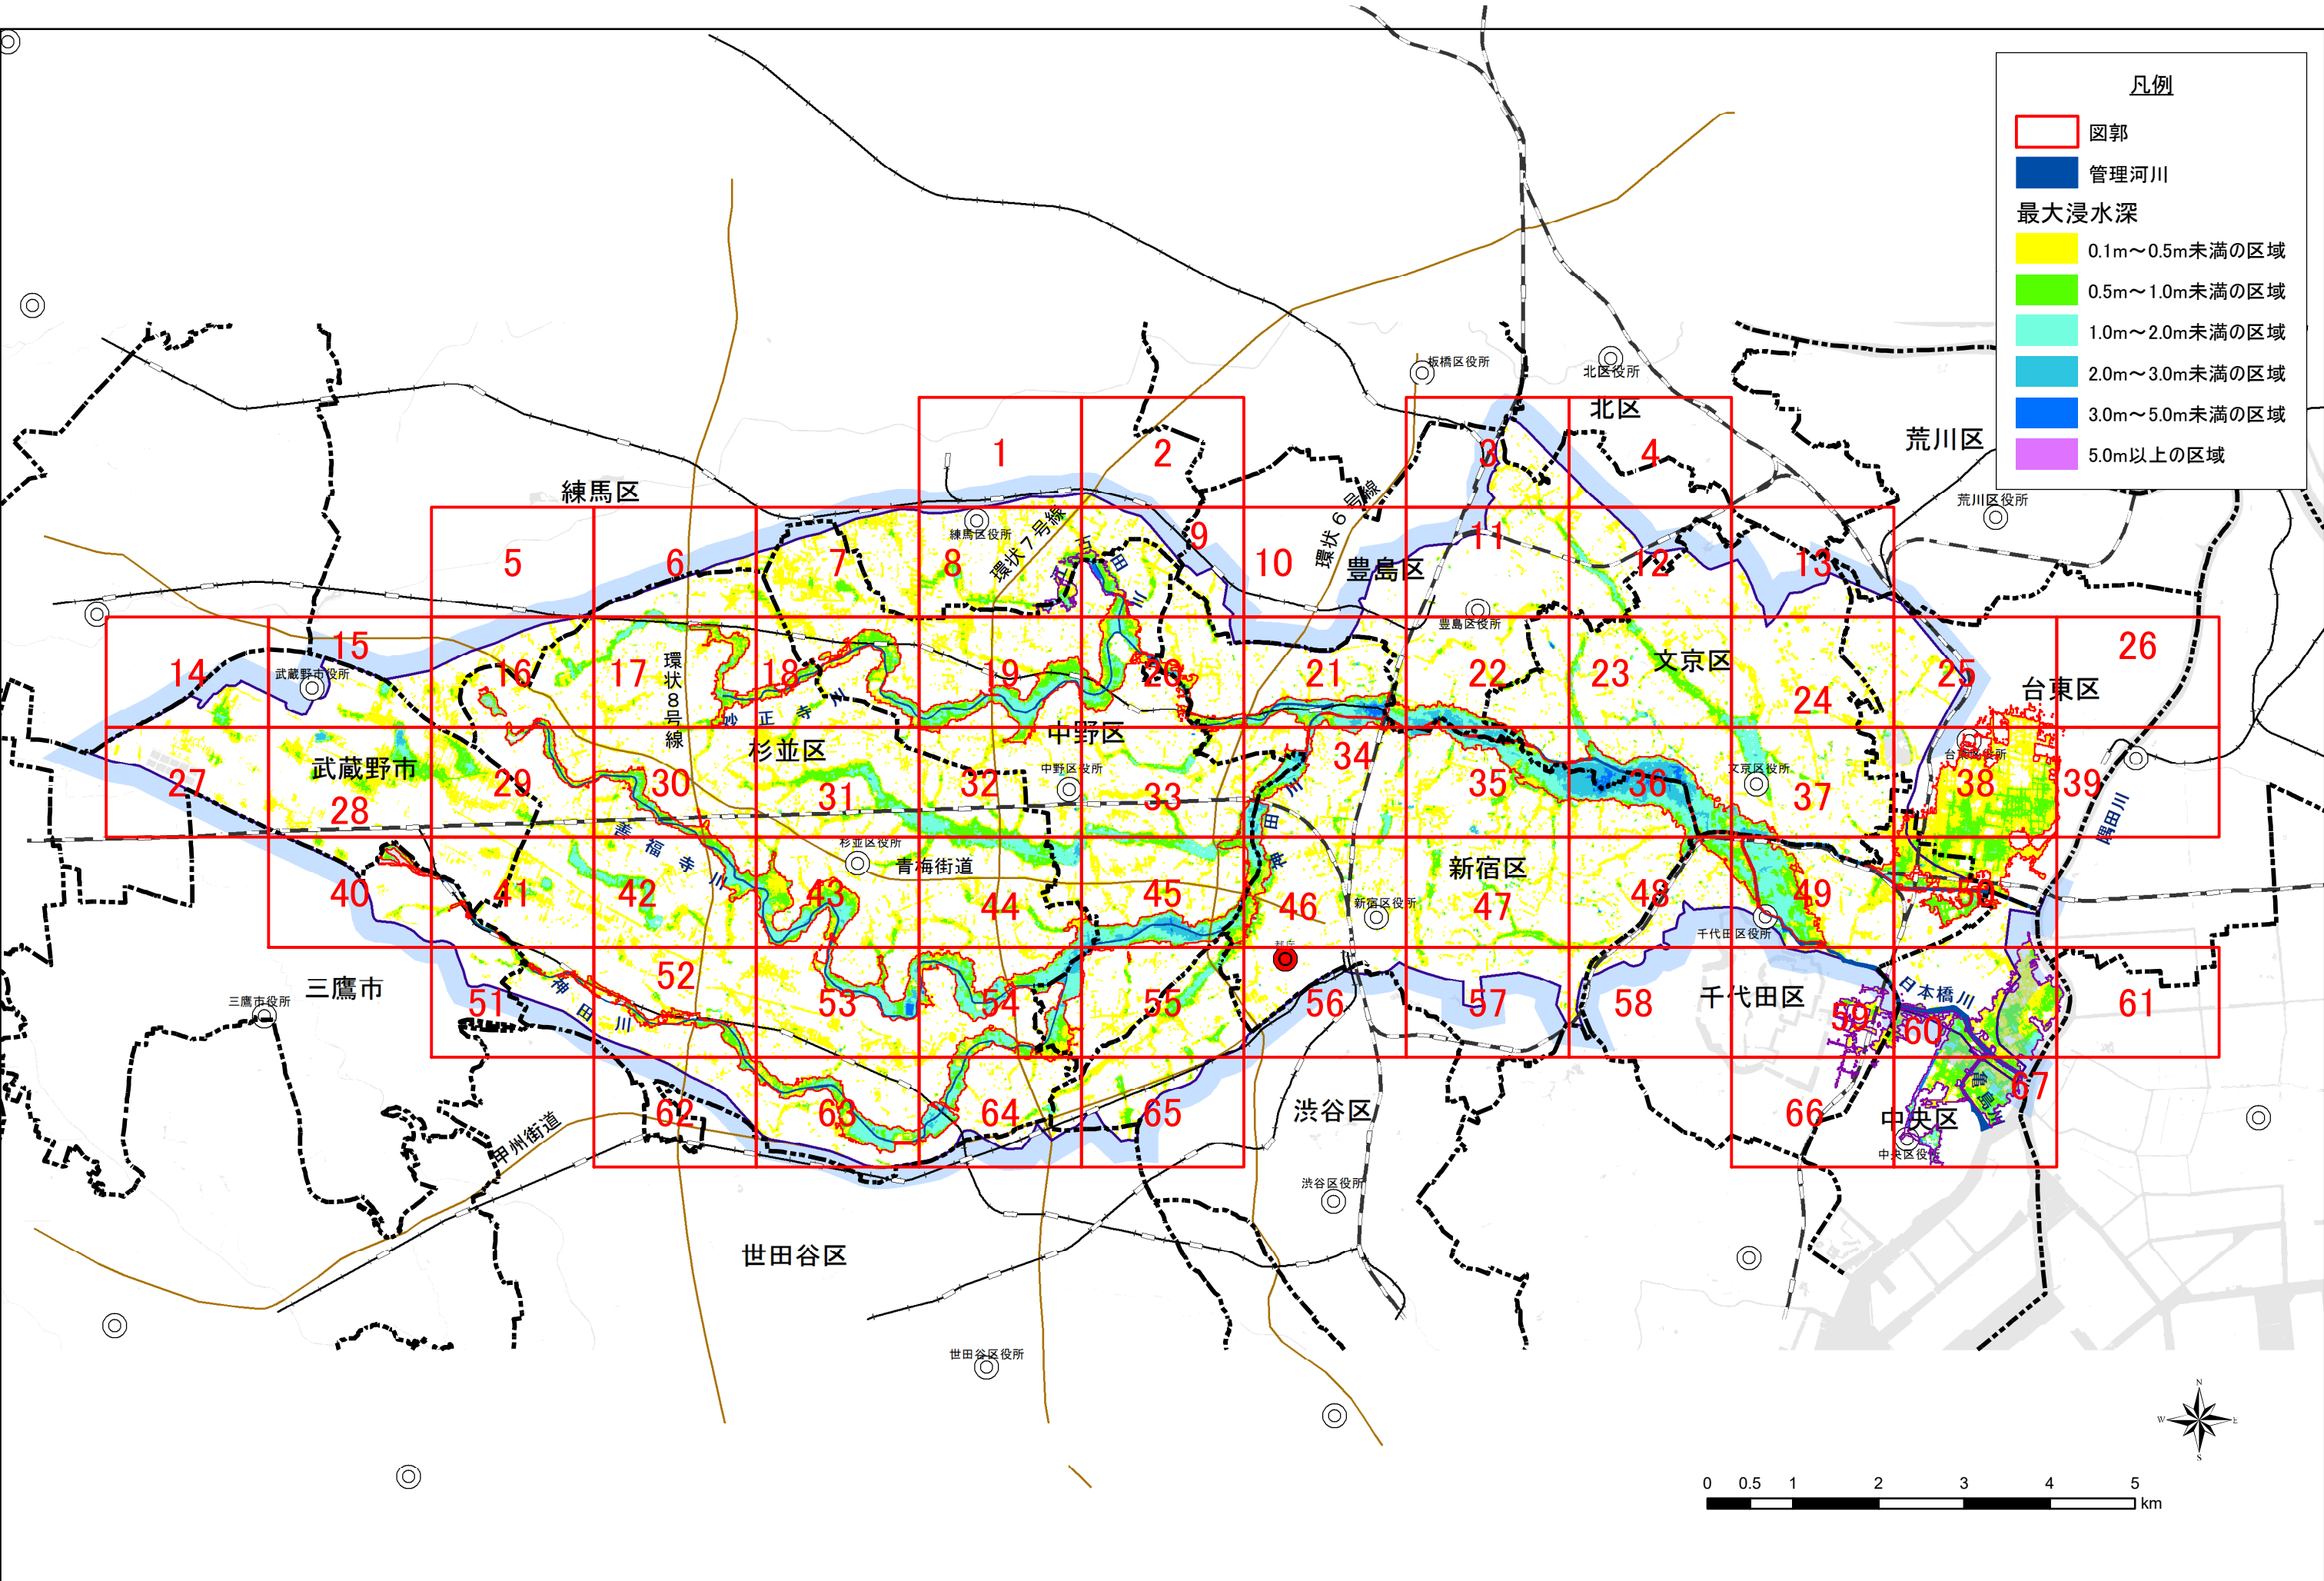 凡例
図郭
管理河川
最大浸水深
0.1m～0.5m未満の区域
0.5m～1.0m未満の区域
1.0m～2.0m未満の区域
2.0m～3.0m未満の区域
3.0m～5.0m未満の区域
5.0m以上の区域
板橋区役所
北区役所
北区
荒川区
荒川区役所
練馬区
練馬区役所
環状7号線
環状6号線
豊島区
豊島区役所
1
2
3
4
5
6
7
8
9
10
11
12
13
14
15
16
17
18
19
20
21
22
23
24
25
26
武蔵野市役所
環状8号線
妙正寺川
文京区
台東区
杉並区
中野区
武蔵野市
中野区役所
文京区役所
台東区役所
27
28
29
30
31
32
33
34
35
36
37
38
39
隅田川
善福寺川
杉並区役所
青梅街道
神田川
新宿区
新宿区役所
千代田区役所
40
41
42
43
44
45
46
47
48
49
50
三鷹市
三鷹市役所
神田川
都庁
千代田区
日本橋川
51
52
53
54
55
56
57
58
59
60
61
甲州街道
渋谷区
亀島川
中央区
中央区役所
62
63
64
65
66
67
渋谷区役所
世田谷区
世田谷区役所
N
W
E
S
0 0.5 1 2 3 4 5
km